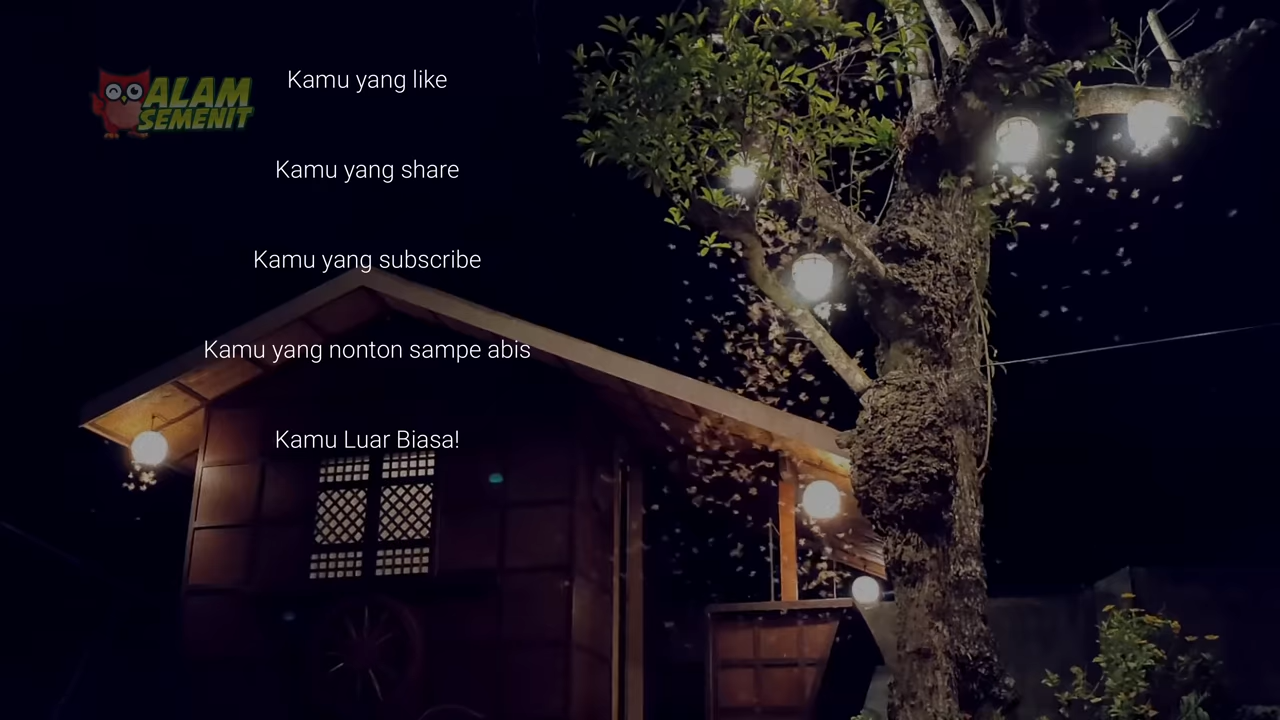 ALAM
SEMENIT
Kamu yang like
Kamu yang share
Kamu yang subscribe
Kamu yang nonton sampe abis
Kamu Luar Biasa!